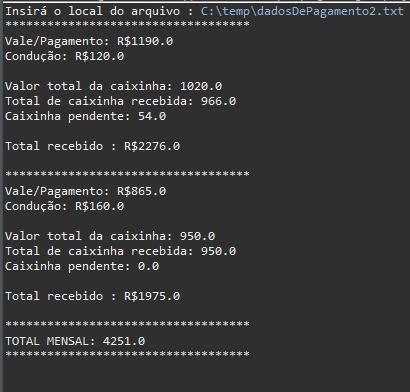 Insirá o local do arquivo : C:\temp\dadosDePagamento2.txt
***********************************
Vale/Pagamento: R$1190.0
Condução: R$120.0
Valor total da caixinha: 1020.0
Total de caixinha recebida: 966.0
Caixinha pendente: 54.0
Total recebido : R$2276.0
***********************************
Vale/Pagamento: R$865.0
Condução: R$160.0
Valor total da caixinha: 950.0
Total de caixinha recebida: 950.0
Caixinha pendente: 0.0
Total recebido : R$1975.0
***********************************
TOTAL MENSAL: 4251.0
***********************************